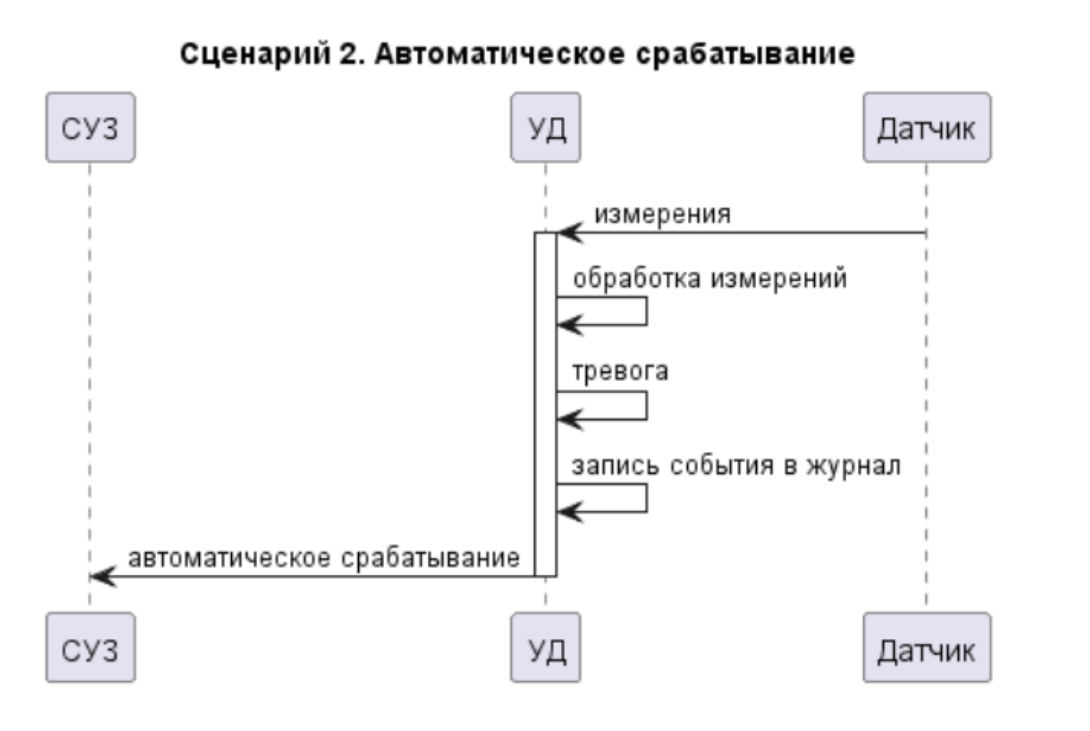 Сценарий 2. Автоматическое срабатывание
СУЗ УД Датчик
измерения
обработка измерений
тревога
запись события в журнал
автоматическое срабатывание
СУЗ УД Датчик